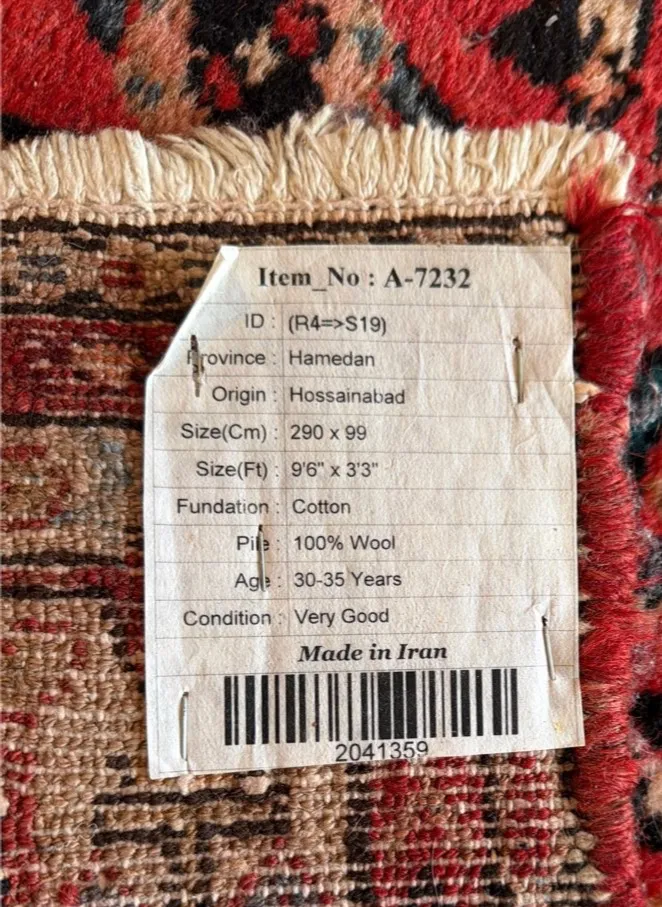 Item_No : A-7232
ID : (R4=>S19)
Province : Hamedan
Origin : Hossainabad
Size(Cm) : 290 x 99
Size(Ft) : 9'6" x 3'3"
Fundation : Cotton
Pile : 100% Wool
Age : 30-35 Years
Condition : Very Good
Made in Iran
2041359